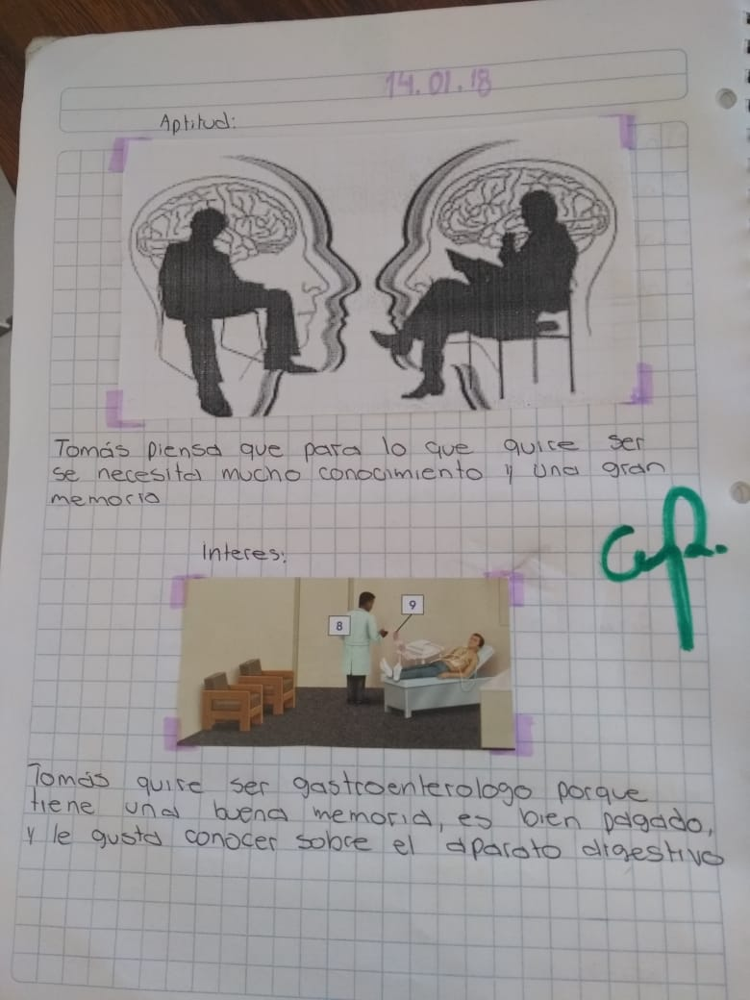 14.01.18
Aptitud:
Tomás piensa que para lo que quice ser
se necesita mucho conocimiento y una gran
memoria
Interes:
8
9
Tomás quire ser gastroenterologo porque
tiene una buena memoria, es bien pagado,
y le gusta conocer sobre el aparato digestivo